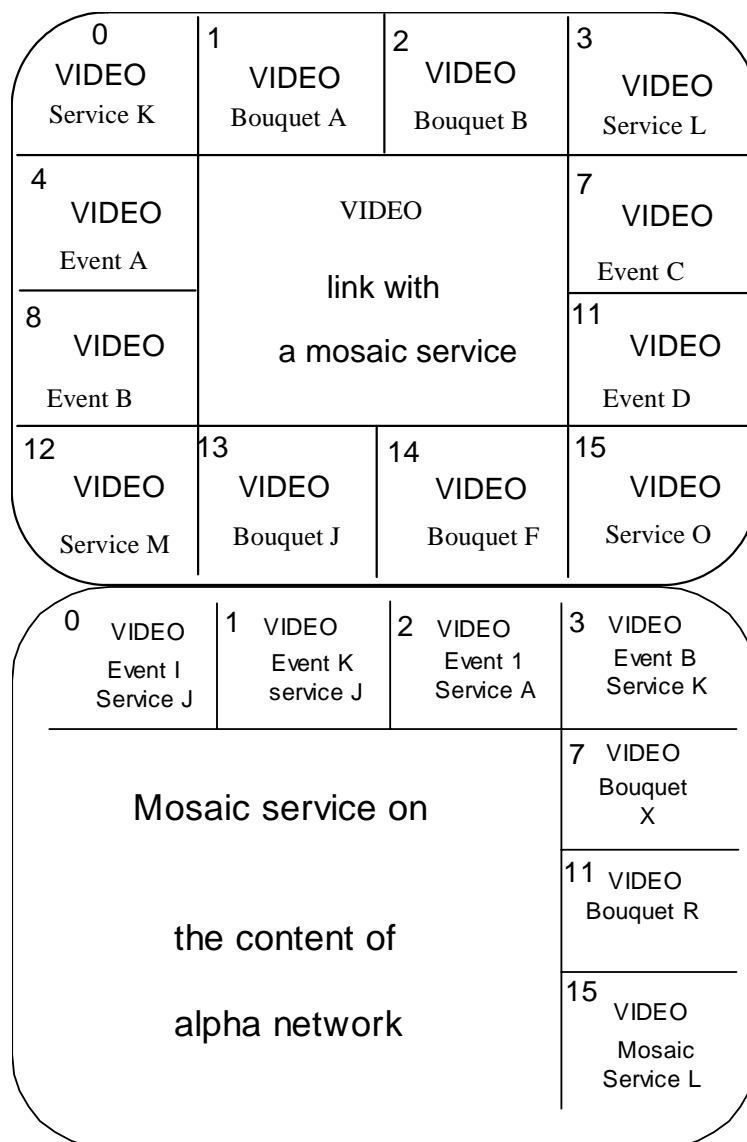 0
VIDEO
Service K
1
VIDEO
Bouquet A
2
VIDEO
Bouquet B
3
VIDEO
Service L
4
VIDEO
Event A
VIDEO
link with
a mosaic service
7
VIDEO
Event C
8
VIDEO
Event B
11
VIDEO
Event D
12
VIDEO
Service M
13
VIDEO
Bouquet J
14
VIDEO
Bouquet F
15
VIDEO
Service O
0
VIDEO
Event I
Service J
1
VIDEO
Event K
service J
2
VIDEO
Event 1
Service A
3
VIDEO
Event B
Service K
Mosaic service on
the content of
alpha network
7
VIDEO
Bouquet
X
11
VIDEO
Bouquet R
15
VIDEO
Mosaic
Service L